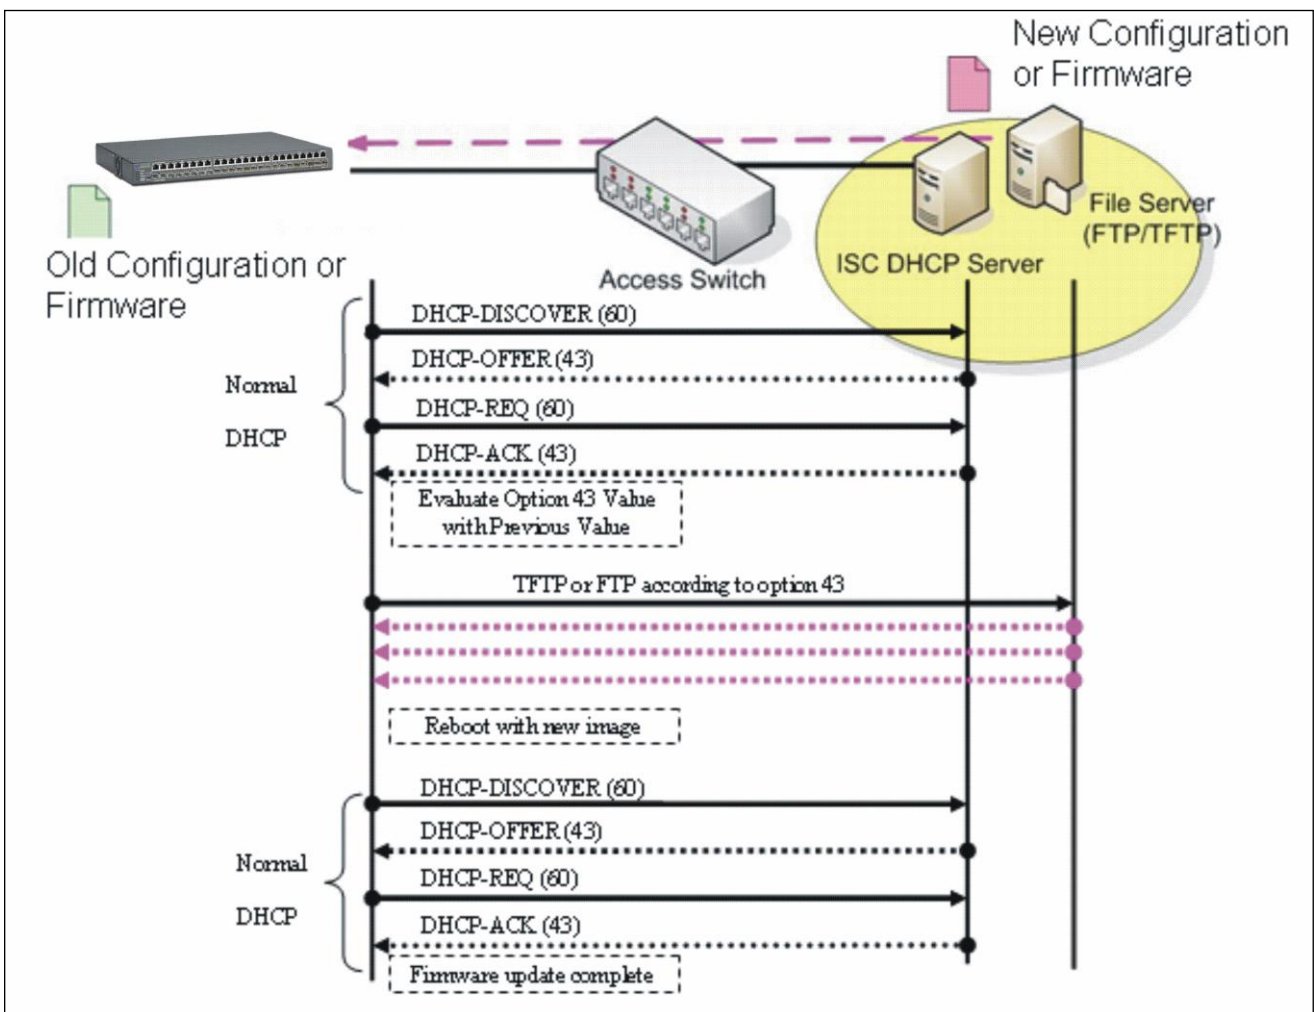 New Configuration
or Firmware
File Server
(FTP/TFTP)
ISC DHCP Server
Access Switch
Old Configuration or
Firmware
DHCP-DISCOVER (60)
DHCP-OFFER (43)
Normal
DHCP
DHCP-REQ (60)
DHCP-ACK (43)
Evaluate Option 43 Value
with Previous Value
TFTP or FTP according to option 43
Reboot with new image
DHCP-DISCOVER (60)
DHCP-OFFER (43)
Normal
DHCP
DHCP-REQ (60)
DHCP-ACK (43)
Firmware update complete